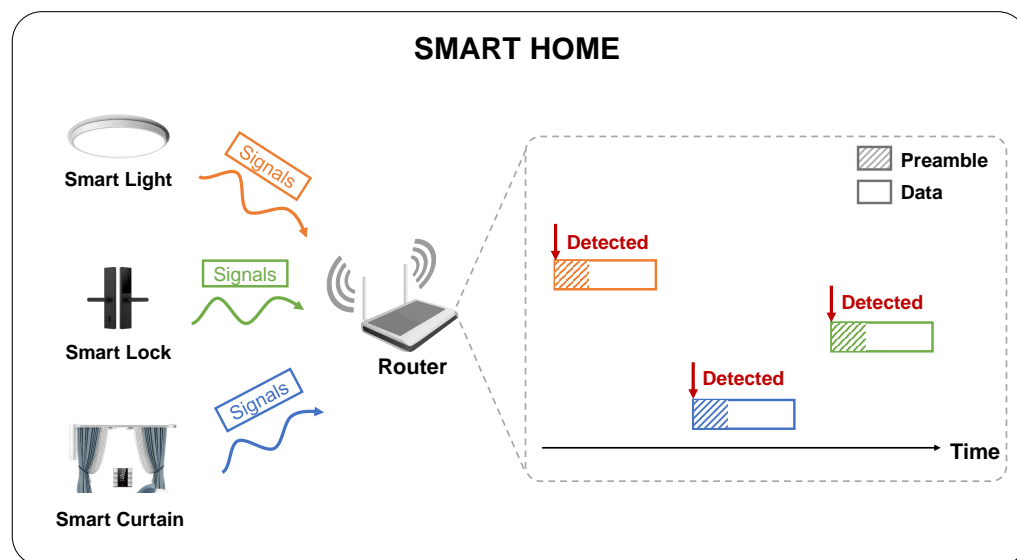 SMART HOME
Smart Light
Signals
Smart Lock
Signals
Smart Curtain
Signals
Router
Preamble
Data
Detected
Detected
Detected
Time